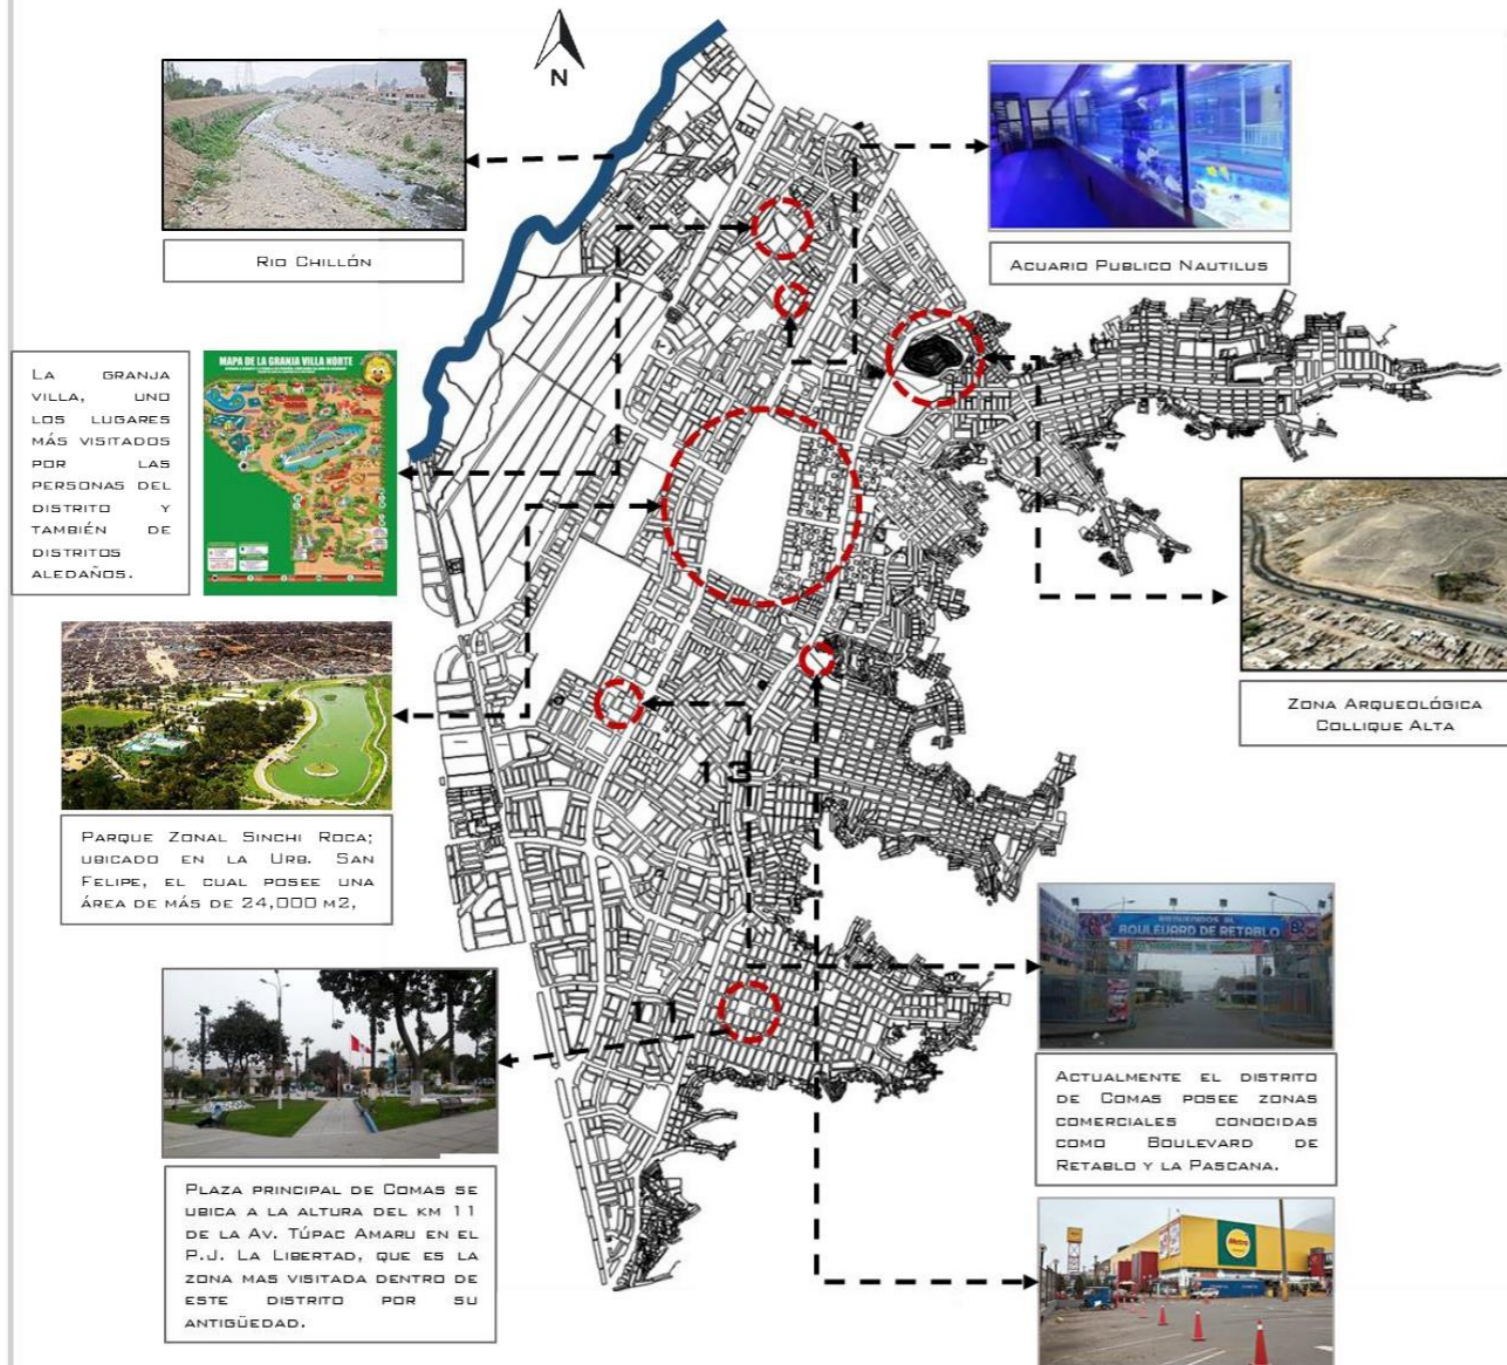 N
RIO CHILLÓN
ACUARIO PUBLICO NAUTILUS
LA GRANJA
VILLA, UNO
LOS LUGARES
MÁS VISITADOS
POR LAS
PERSONAS DEL
DISTRITO Y
TAMBIÉN DE
DISTRITOS
ALEDAÑOS.
MAPA DE LA GRANJA VILLA NORTE
ZONA ARQUEOLÓGICA
COLLIQUE ALTA
PARQUE ZONAL SINCHI ROCA;
UBICADO EN LA URB. SAN
FELIPE, EL CUAL POSEE UNA
ÁREA DE MÁS DE 24,000 M2,
13
11
BIENVENIDOS AL
BOULEVARD DE RETABLO
ACTUALMENTE EL DISTRITO
DE COMAS POSEE ZONAS
COMERCIALES CONOCIDAS
COMO BOULEVARD DE
RETABLO Y LA PASCANA.
PLAZA PRINCIPAL DE COMAS SE
UBICA A LA ALTURA DEL KM 11
DE LA AV. TÚPAC AMARU EN EL
P.J. LA LIBERTAD, QUE ES LA
ZONA MAS VISITADA DENTRO DE
ESTE DISTRITO POR SU
ANTIGÜEDAD.
Metro